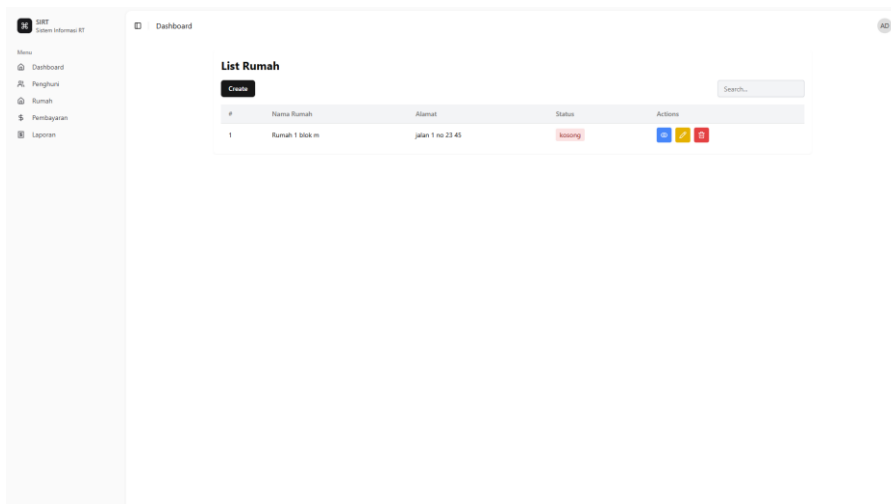 SIRT
Sistem Informasi RT
Menu
Dashboard
Penghuni
Rumah
Pembayaran
Laporan
Dashboard
AD
List Rumah
Create
Search...
# Nama Rumah Alamat Status Actions
1 Rumah 1 blok m jalan 1 no 23 45 kosong